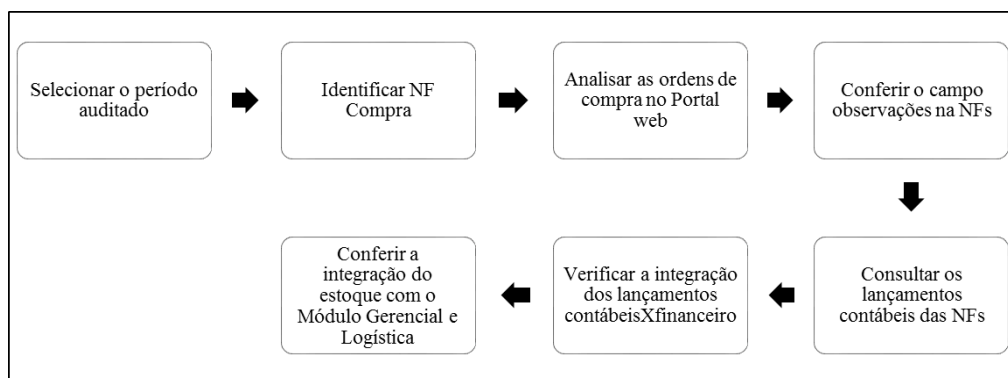 Selecionar o período
auditado
Identificar NF
Compra
Analisar as ordens de
compra no Portal
web
Conferir o campo
observações na NFs
Consultar os
lançamentos
contábeis das NFs
Verificar a integração
dos lançamentos
contábeisXfinanceiro
Conferir a
integração do
estoque com o
Módulo Gerencial e
Logística